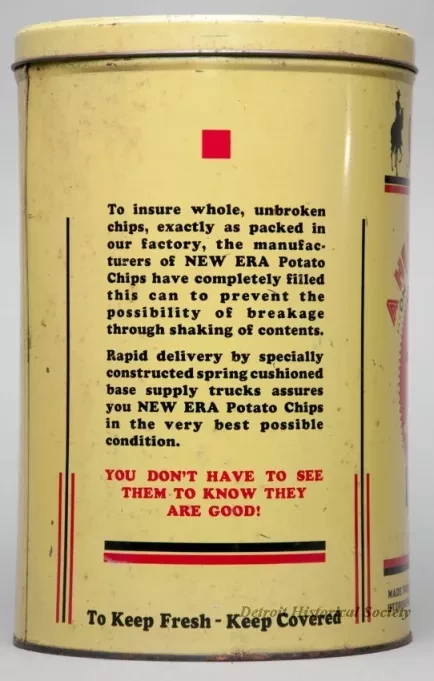 To insure whole, unbroken
chips, exactly as packed in
our factory, the manufac-
turers of NEW ERA Potato
Chips have completely filled
this can to prevent the
possibility of breakage
through shaking of contents.
Rapid delivery by specially
constructed spring cushioned
base supply trucks assures
you NEW ERA Potato Chips
in the very best possible
condition.
YOU DON'T HAVE TO SEE
THEM TO KNOW THEY
ARE GOOD!
To Keep Fresh - Keep Covered
Detroit Historical Society
MADE